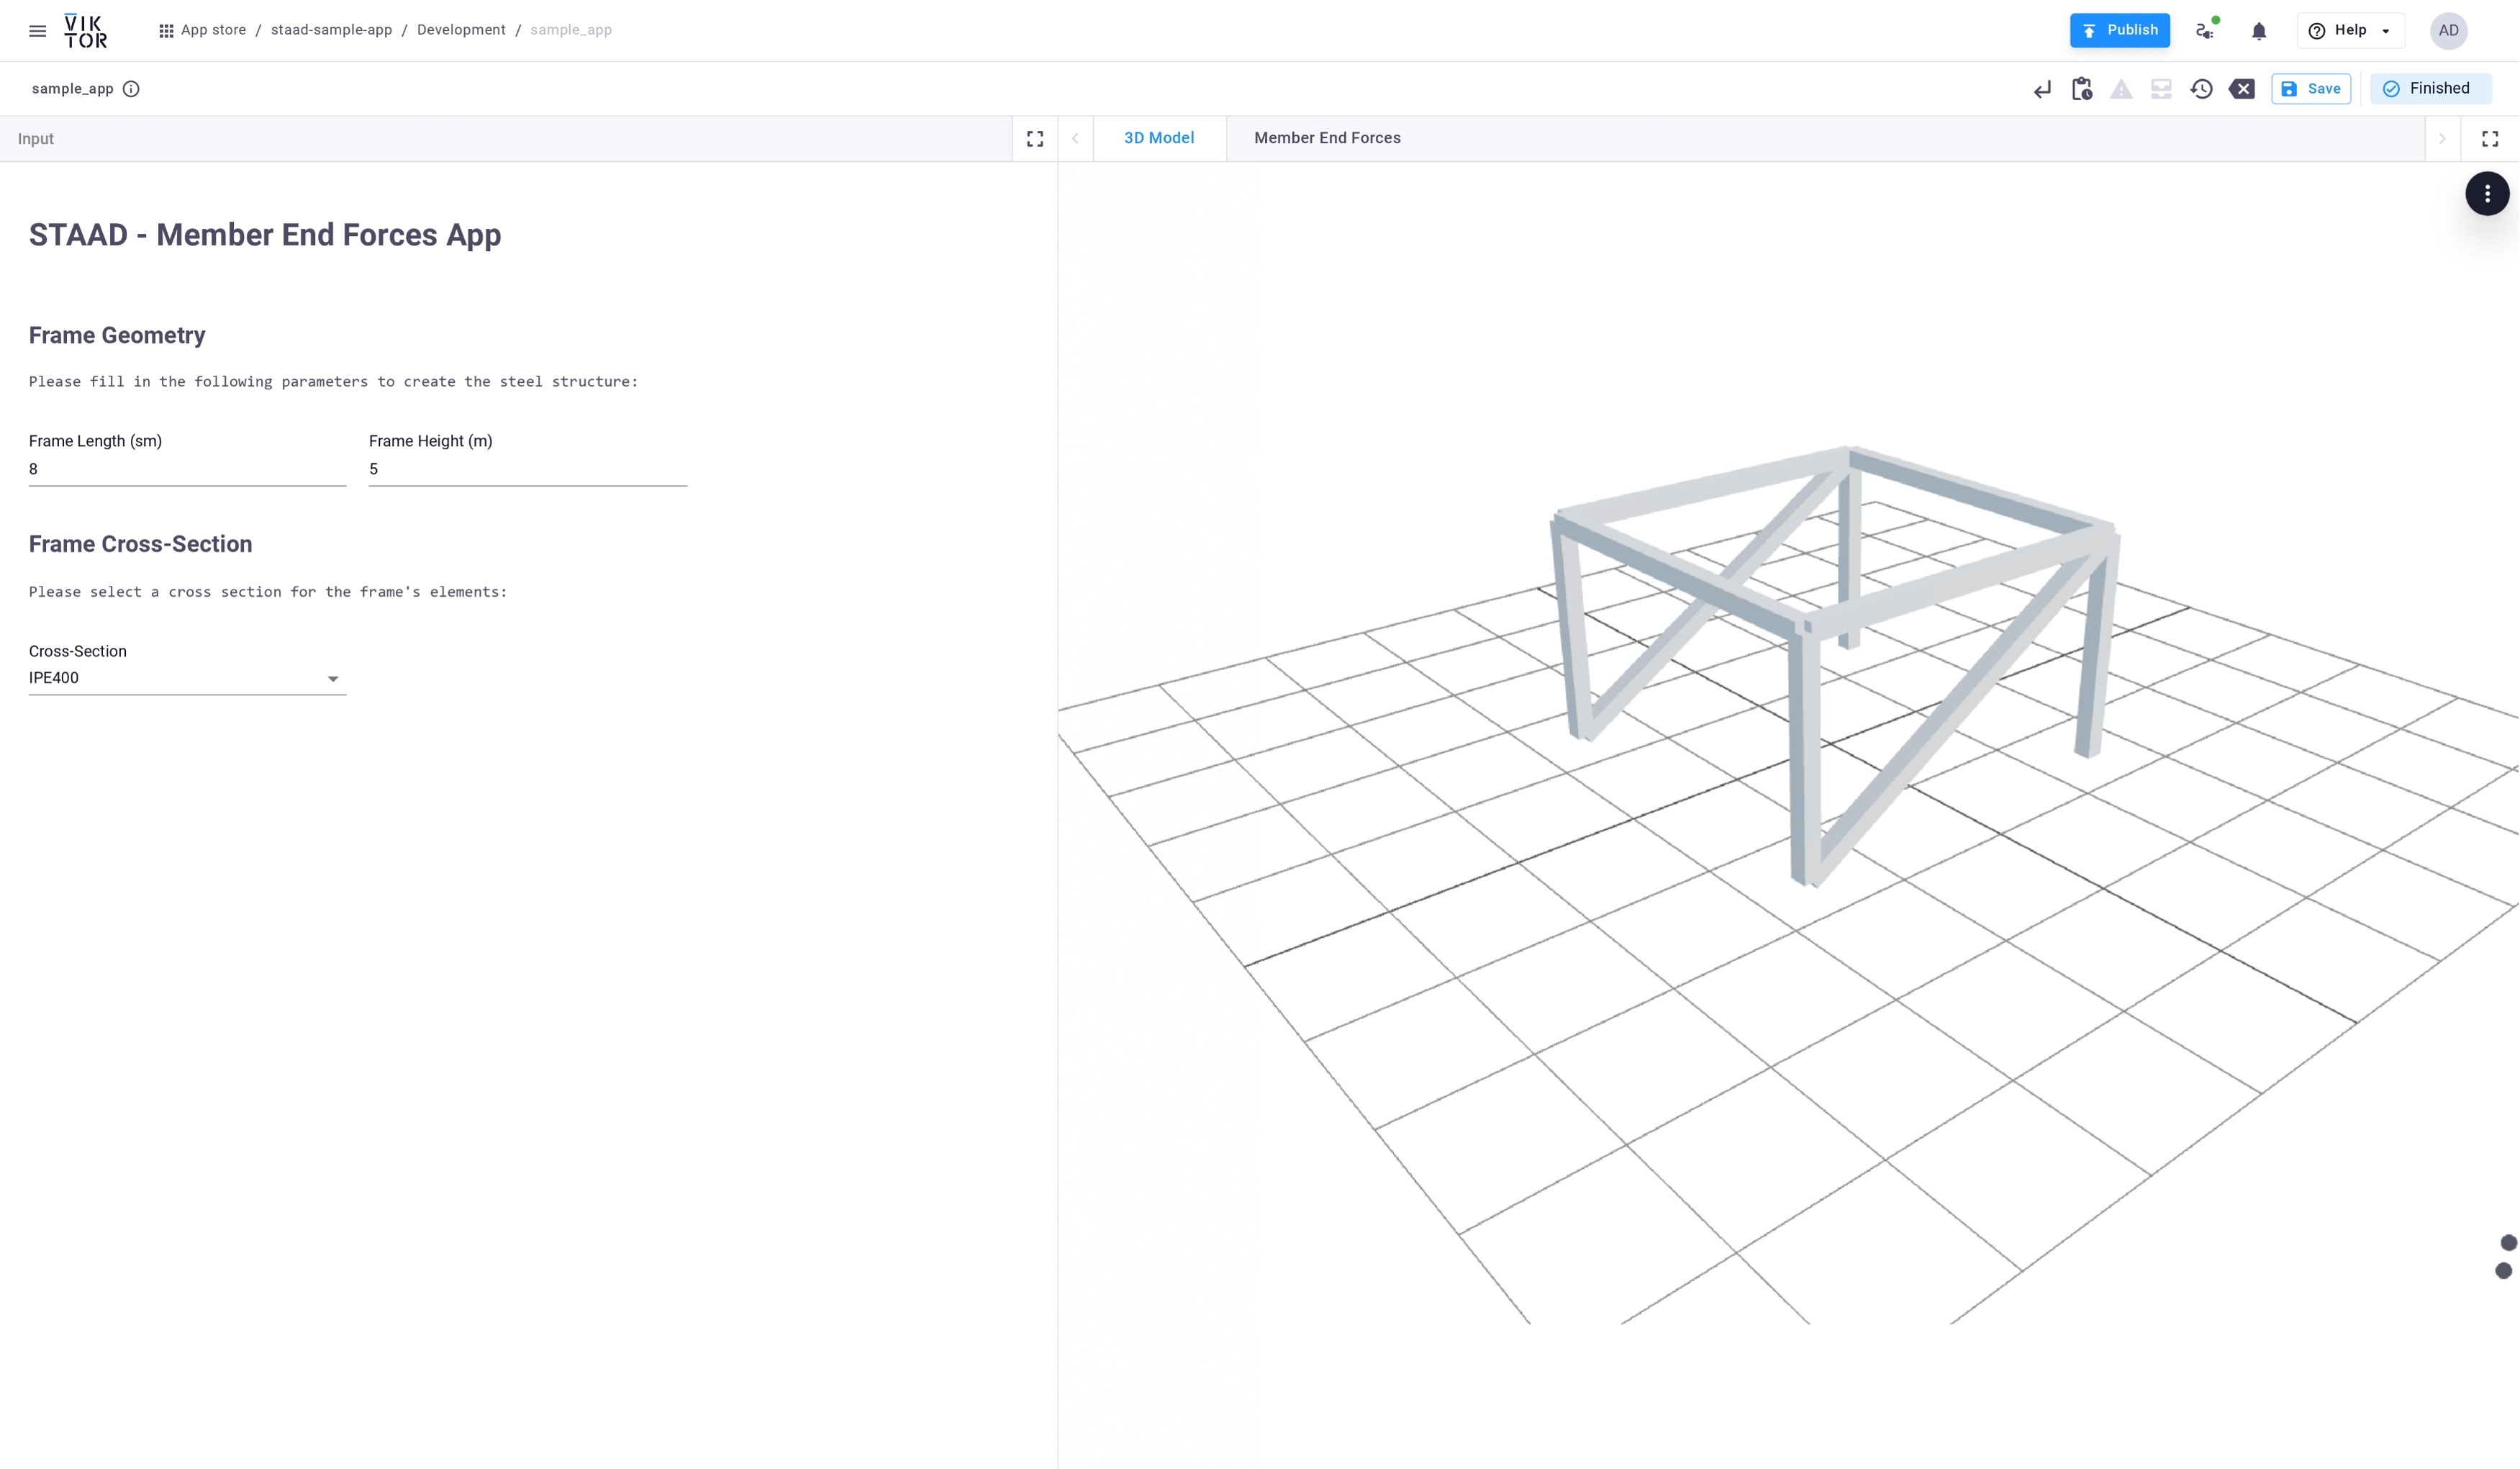 VIK
TOR
App store / staad-sample-app / Development / sample_app
Publish
Help
AD
sample_app
Save
Finished
Input
3D Model
Member End Forces
STAAD - Member End Forces App
Frame Geometry
Please fill in the following parameters to create the steel structure:
Frame Length (sm)
Frame Height (m)
8
5
Frame Cross-Section
Please select a cross section for the frame's elements:
Cross-Section
IPE400